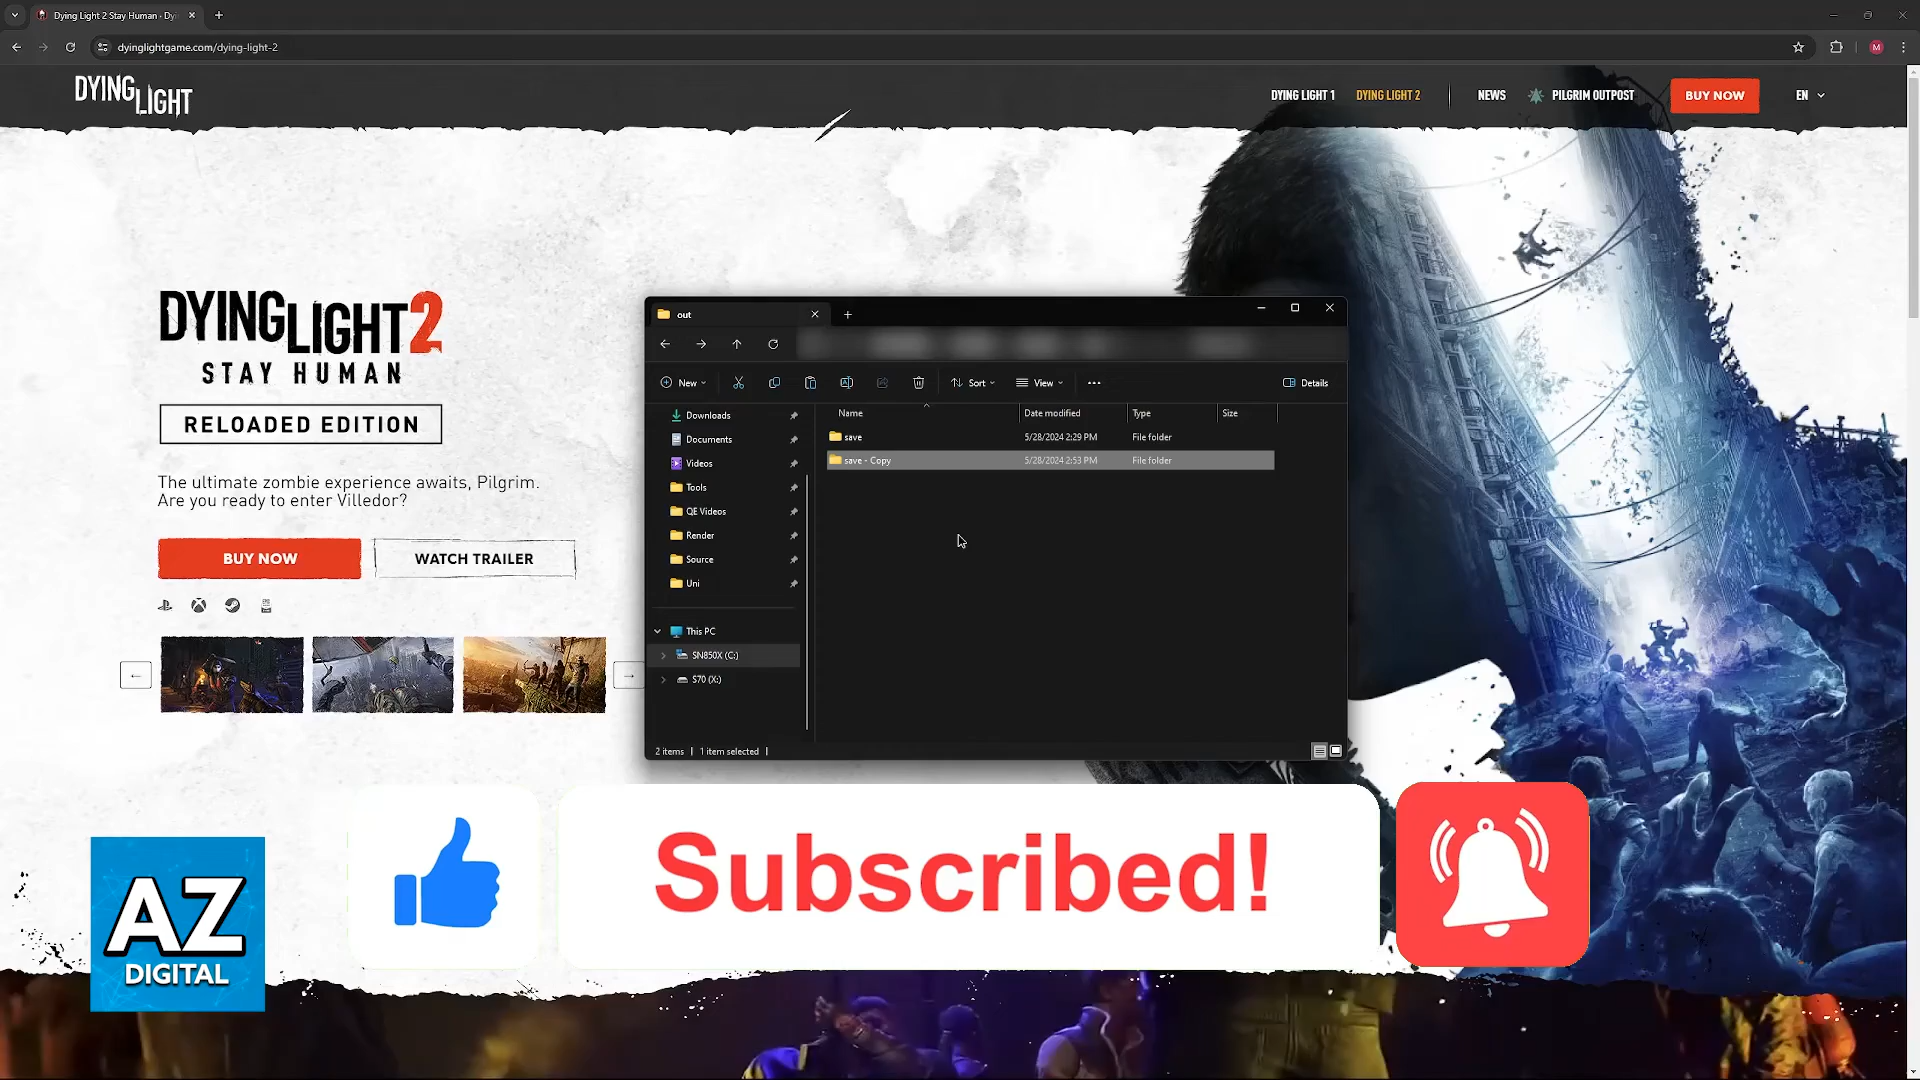 Dying Light 2 Stay Human - Dy
dyinglightgame.com/dying-light-2
M
DYING LIGHT
DYING LIGHT 1
DYING LIGHT 2
NEWS
PILGRIM OUTPOST
BUY NOW
EN
DYING LIGHT 2
STAY HUMAN
RELOADED EDITION
The ultimate zombie experience awaits, Pilgrim.
Are you ready to enter Villedor?
BUY NOW
WATCH TRAILER
out
New
Sort
View
Details
Downloads
Documents
Videos
Tools
QE Videos
Render
Source
Uni
This PC
SN850X (C:)
S70 (X:)
Name Date modified Type Size
save 5/28/2024 2:29 PM File folder
save - Copy 5/28/2024 2:53 PM File folder
2 items 1 item selected
Subscribed!
AZ
DIGITAL